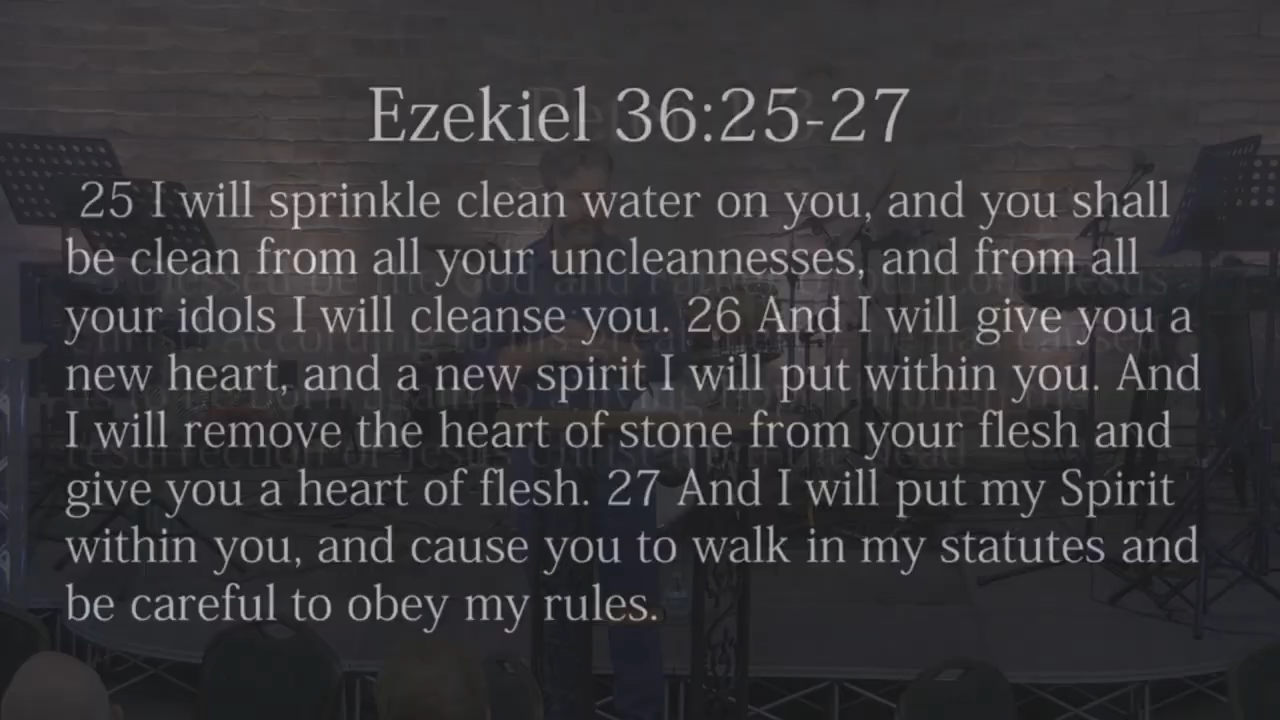 Ezekiel 36:25-27
25 I will sprinkle clean water on you, and you shall
be clean from all your uncleannesses, and from all
your idols I will cleanse you. 26 And I will give you a
new heart, and a new spirit I will put within you. And
I will remove the heart of stone from your flesh and
give you a heart of flesh. 27 And I will put my Spirit
within you, and cause you to walk in my statutes and
be careful to obey my rules.